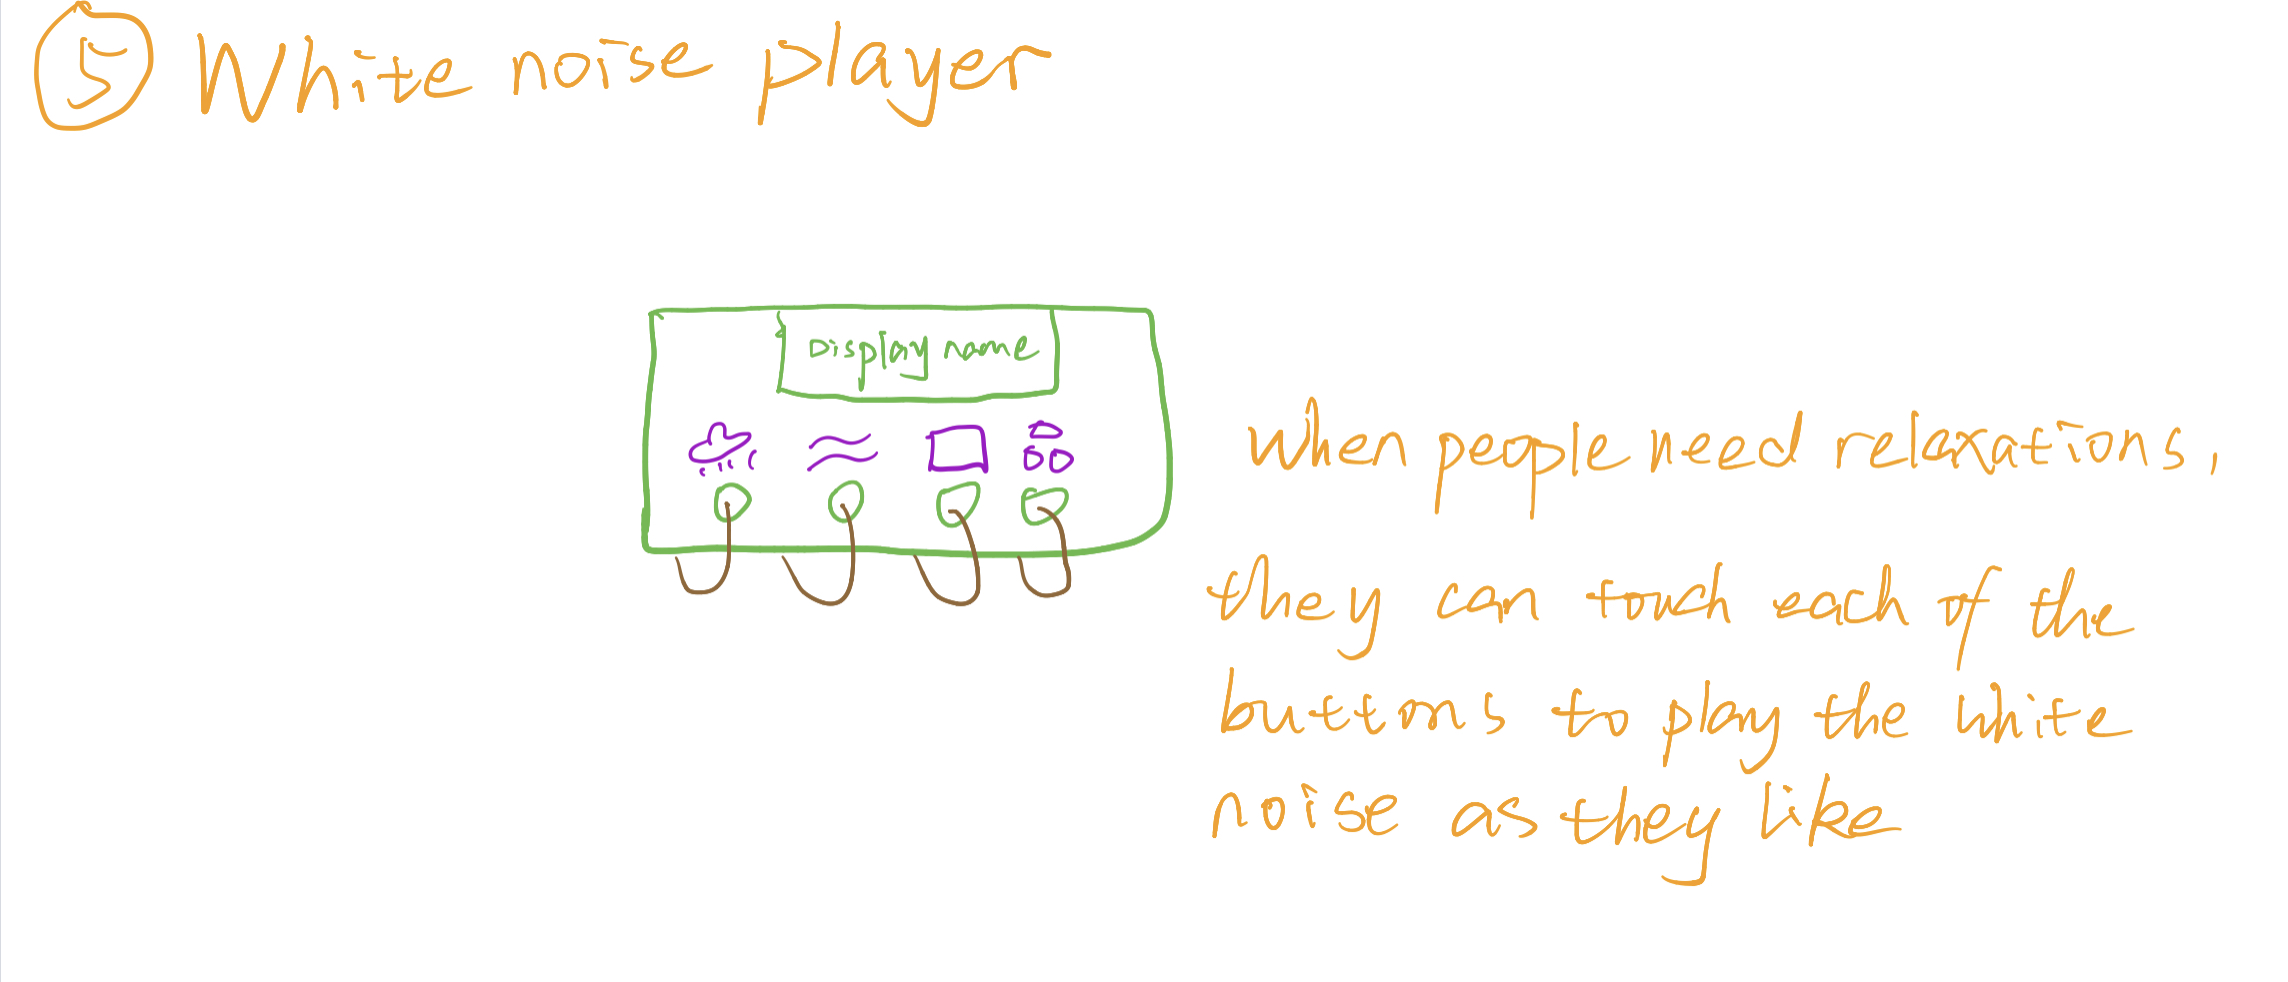 5 White noise player
Display name
When people need relaxations,
they can touch each of the
buttons to play the white
noise as they like